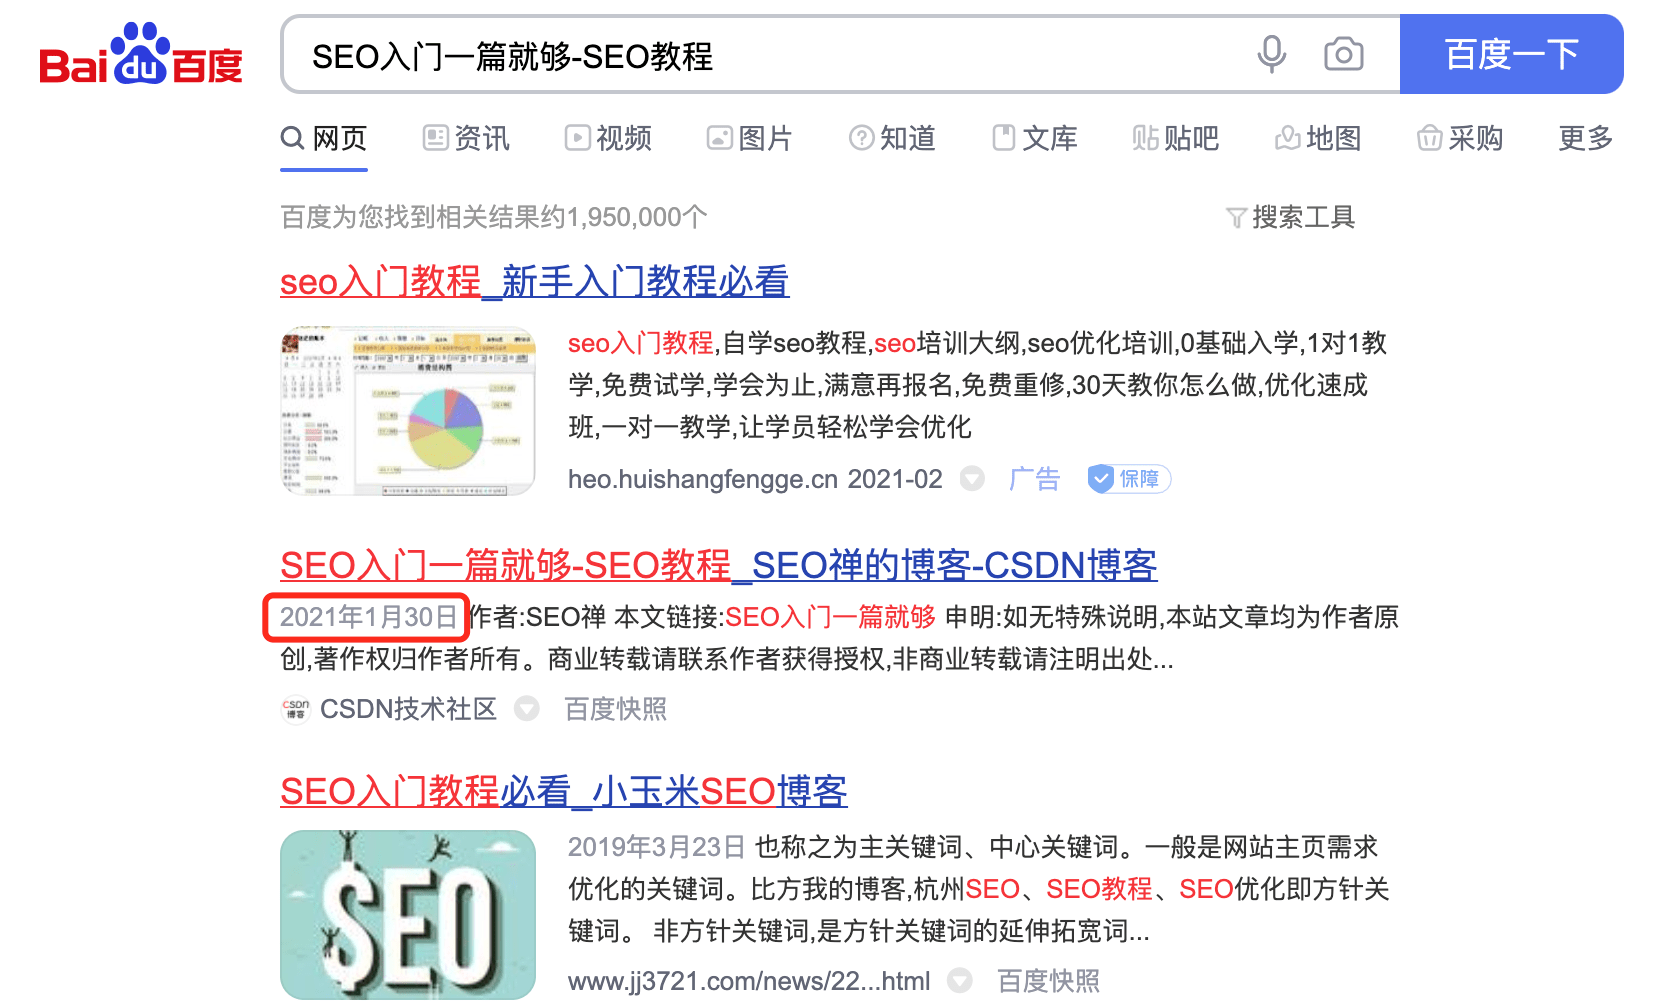 Bai du 百度
SEO入门一篇就够-SEO教程
百度一下
网页 资讯 视频 图片 知道 文库 贴吧 地图 采购 更多
百度为您找到相关结果约1,950,000个
搜索工具
seo入门教程_新手入门教程必看
seo入门教程,自学seo教程,seo培训大纲,seo优化培训,0基础入学,1对1教
学,免费试学,学会为止,满意再报名,免费重修,30天教你怎么做,优化速成
班,一对一教学,让学员轻松学会优化
heo.huishangfengge.cn 2021-02 广告 保障
SEO入门一篇就够-SEO教程_SEO禅的博客-CSDN博客
2021年1月30日 作者:SEO禅 本文链接:SEO入门一篇就够 申明:如无特殊说明,本站文章均为作者原
创,著作权归作者所有。商业转载请联系作者获得授权,非商业转载请注明出处...
CSDN
博客
CSDN技术社区 百度快照
SEO入门教程必看_小玉米SEO博客
SEO
2019年3月23日 也称之为主关键词、中心关键词。一般是网站主页需求
优化的关键词。比方我的博客,杭州SEO、SEO教程、SEO优化即方针关
键词。 非方针关键词,是方针关键词的延伸拓宽词...
www.jj3721.com/news/22...html 百度快照